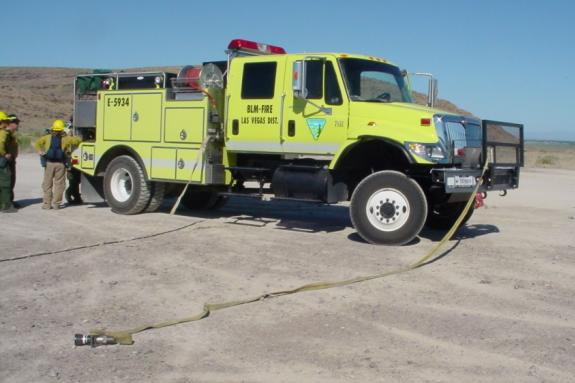 E-5934
BLM-FIRE
LAS VEGAS DIST.